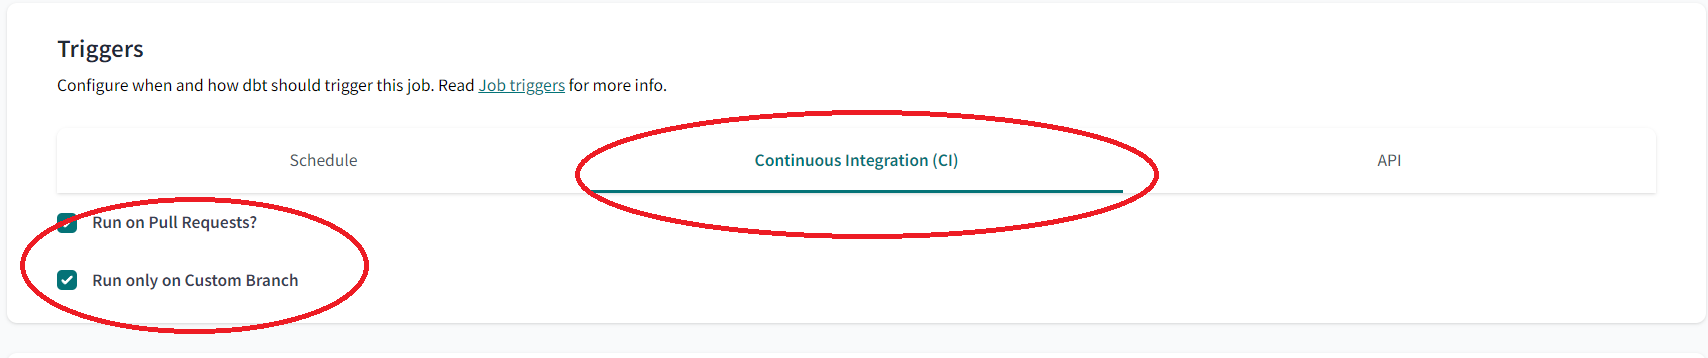 Triggers
Configure when and how dbt should trigger this job. Read Job triggers for more info.
Schedule
Continuous Integration (CI)
API
Run on Pull Requests?
Run only on Custom Branch